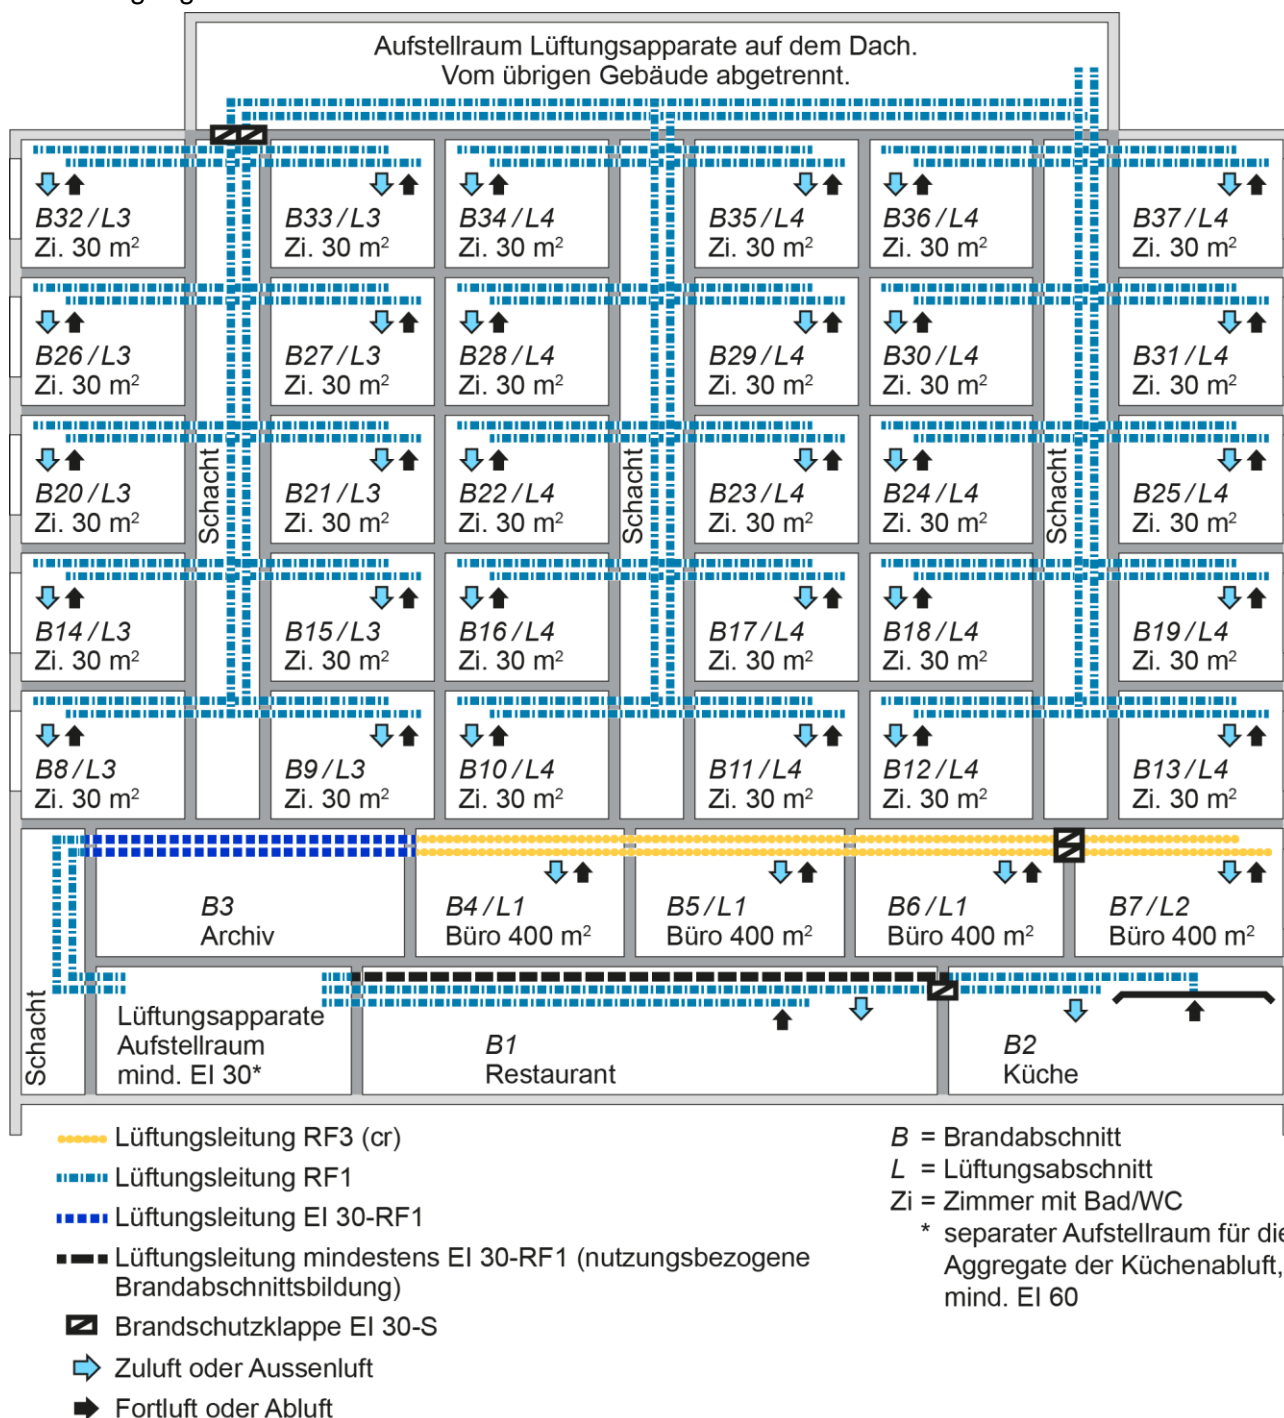 Aufstellraum Lüftungsapparate auf dem Dach.
Vom übrigen Gebäude abgetrennt.
B32/L3
Zi. 30 m²
B33/L3
Zi. 30 m²
B34/L4
Zi. 30 m²
B35/L4
Zi. 30 m²
B36/L4
Zi. 30 m²
B37/L4
Zi. 30 m²
B26/L3
Zi. 30 m²
B27/L3
Zi. 30 m²
B28/L4
Zi. 30 m²
B29/L4
Zi. 30 m²
B30/L4
Zi. 30 m²
B31/L4
Zi. 30 m²
B20/L3
Zi. 30 m²
Schacht
B21/L3
Zi. 30 m²
B22/L4
Zi. 30 m²
Schacht
B23/L4
Zi. 30 m²
B24/L4
Zi. 30 m²
Schacht
B25/L4
Zi. 30 m²
B14/L3
Zi. 30 m²
B15/L3
Zi. 30 m²
B16/L4
Zi. 30 m²
B17/L4
Zi. 30 m²
B18/L4
Zi. 30 m²
B19/L4
Zi. 30 m²
B8/L3
Zi. 30 m²
B9/L3
Zi. 30 m²
B10/L4
Zi. 30 m²
B11/L4
Zi. 30 m²
B12/L4
Zi. 30 m²
B13/L4
Zi. 30 m²
B3
Archiv
B4/L1
Büro 400 m²
B5/L1
Büro 400 m²
B6/L1
Büro 400 m²
B7/L2
Büro 400 m²
Schacht
Lüftungsapparate
Aufstellraum
mind. EI 30*
B1
Restaurant
B2
Küche
Lüftungsleitung RF3 (cr)
Lüftungsleitung RF1
Lüftungsleitung EI 30-RF1
Lüftungsleitung mindestens EI 30-RF1 (nutzungsbezogene
Brandabschnittsbildung)
Brandschutzklappe EI 30-S
Zuluft oder Aussenluft
Fortluft oder Abluft
B = Brandabschnitt
L = Lüftungsabschnitt
Zi = Zimmer mit Bad/WC
* separater Aufstellraum für die
Aggregate der Küchenabluft,
mind. EI 60